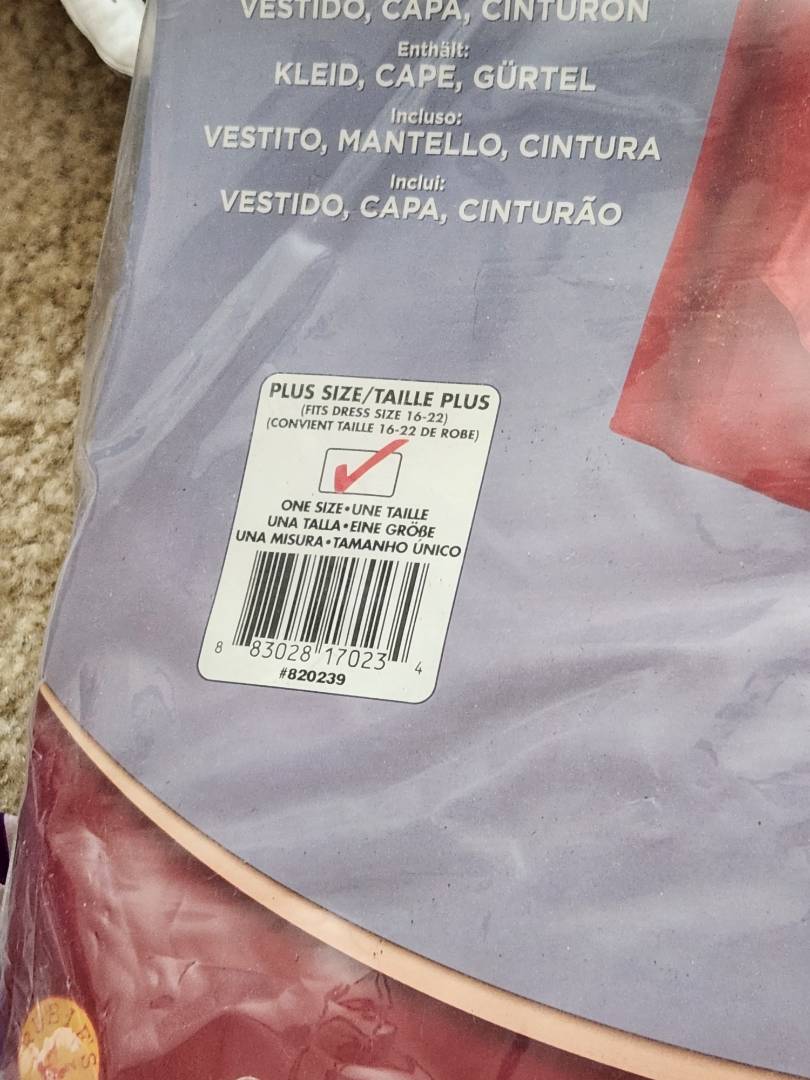 VESTIDO, CAPA, CINTURÓN
Enthält:
KLEID, CAPE, GÜRTEL
Incluso:
VESTITO, MANTELLO, CINTURA
Inclui:
VESTIDO, CAPA, CINTURÃO
PLUS SIZE/TAILLE PLUS
(FITS DRESS SIZE 16-22)
(CONVIENT TAILLE 16-22 DE ROBE)
ONE SIZE•UNE TAILLE
UNA TALLA•EINE GRÖßE
UNA MISURA•TAMANHO ÚNICO
8 83028 17023 4
#820239
RUBIE'S